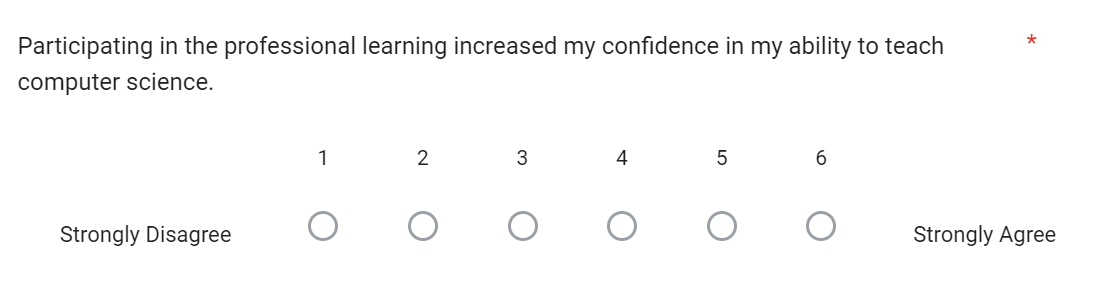 Participating in the professional learning increased my confidence in my ability to teach *
computer science.
1 2 3 4 5 6
Strongly Disagree Strongly Agree